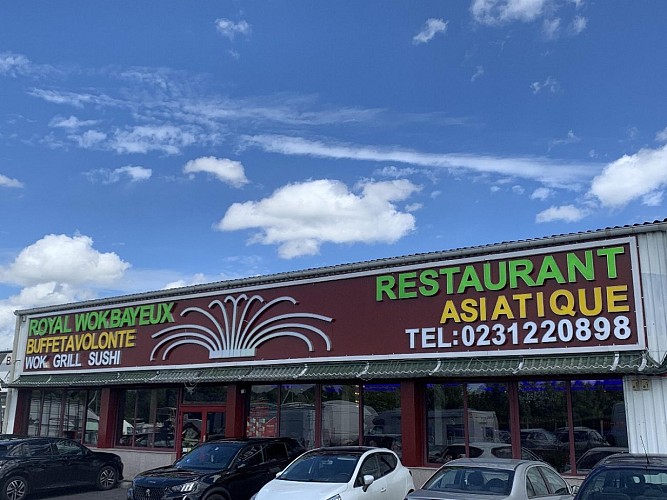 ROYAL WOKBAYEUX
BUFFETAVOLONTE
WOK GRILL SUSHI
RESTAURANT
ASIATIQUE
TEL:0231220898